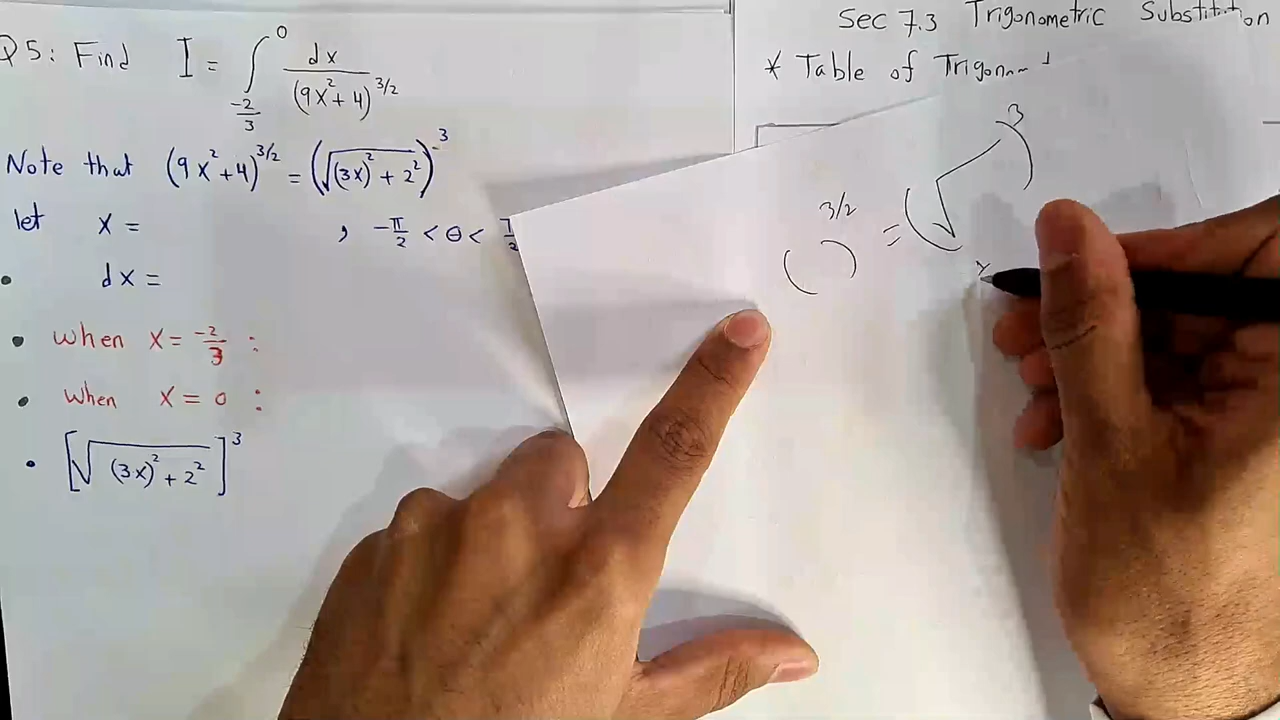 Q5: Find I = ∫_{-2/3}^{0} dx / (9x² + 4)^{3/2}
Note that (9x² + 4)^{3/2} = (√((3x)² + 2²))³
let x = , -π/2 < θ <
dx =
• when x = -2/3 :
• when x = 0 :
• [√((3x)² + 2²)]³
Sec 7.3 Trigonometric Substitution
* Table of
( )^{3/2} = (√ )³